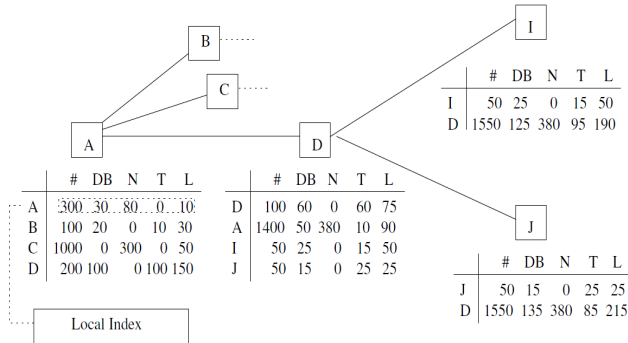 I
B
C
# DB N T L
I 50 25 0 15 50
D 1550 125 380 95 190
A
D
# DB N T L
A 300 30 80 0 10
B 100 20 0 10 30
C 1000 0 300 0 50
D 200 100 0 100 150
# DB N T L
D 100 60 0 60 75
A 1400 50 380 10 90
I 50 25 0 15 50
J 50 15 0 25 25
J
# DB N T L
J 50 15 0 25 25
D 1550 135 380 85 215
Local Index